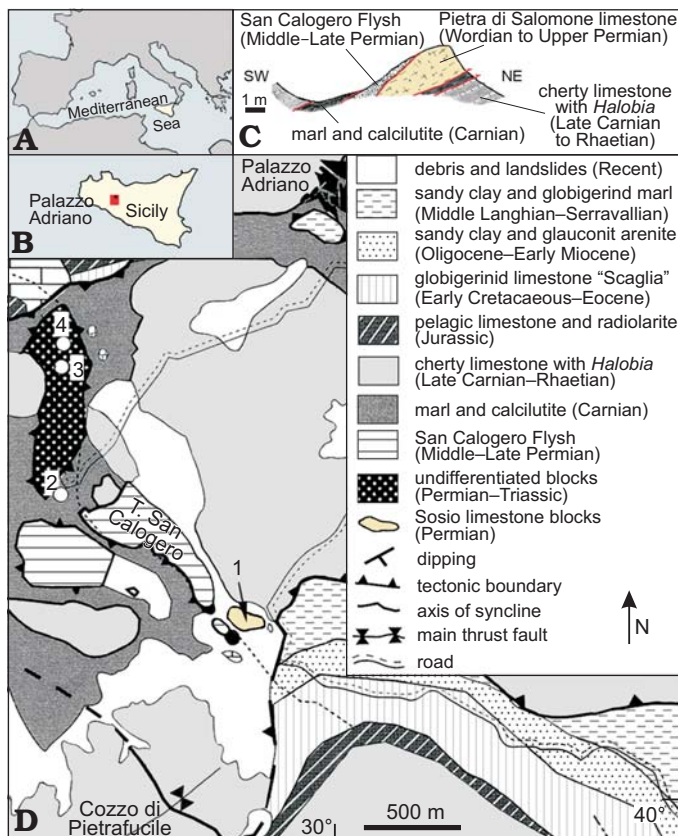 Mediterranean
Sea
A
San Calogero Flysh
(Middle–Late Permian)
Pietra di Salomone limestone
(Wordian to Upper Permian)
SW
NE
1 m
C
marl and calcilutite (Carnian)
cherty limestone
with Halobia
(Late Carnian
to Rhaetian)
Palazzo
Adriano
Sicily
B
Palazzo
Adriano
4
3
2
T. San
Calogero
1
Cozzo di
Pietrafucile
D
30°
500 m
40°
debris and landslides (Recent)
sandy clay and globigerind marl
(Middle Langhian–Serravallian)
sandy clay and glauconit arenite
(Oligocene–Early Miocene)
globigerinid limestone “Scaglia”
(Early Cretacaeous–Eocene)
pelagic limestone and radiolarite
(Jurassic)
cherty limestone with Halobia
(Late Carnian–Rhaetian)
marl and calcilutite (Carnian)
San Calogero Flysh
(Middle–Late Permian)
undifferentiated blocks
(Permian–Triassic)
Sosio limestone blocks
(Permian)
dipping
tectonic boundary
axis of syncline
main thrust fault
road
N